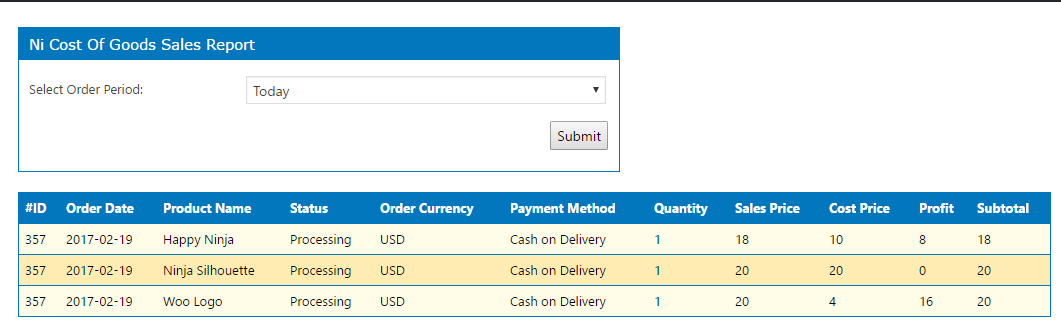 Ni Cost Of Goods Sales Report
Select Order Period: Today
Submit
#ID Order Date Product Name Status Order Currency Payment Method Quantity Sales Price Cost Price Profit Subtotal
357 2017-02-19 Happy Ninja Processing USD Cash on Delivery 1 18 10 8 18
357 2017-02-19 Ninja Silhouette Processing USD Cash on Delivery 1 20 20 0 20
357 2017-02-19 Woo Logo Processing USD Cash on Delivery 1 20 4 16 20